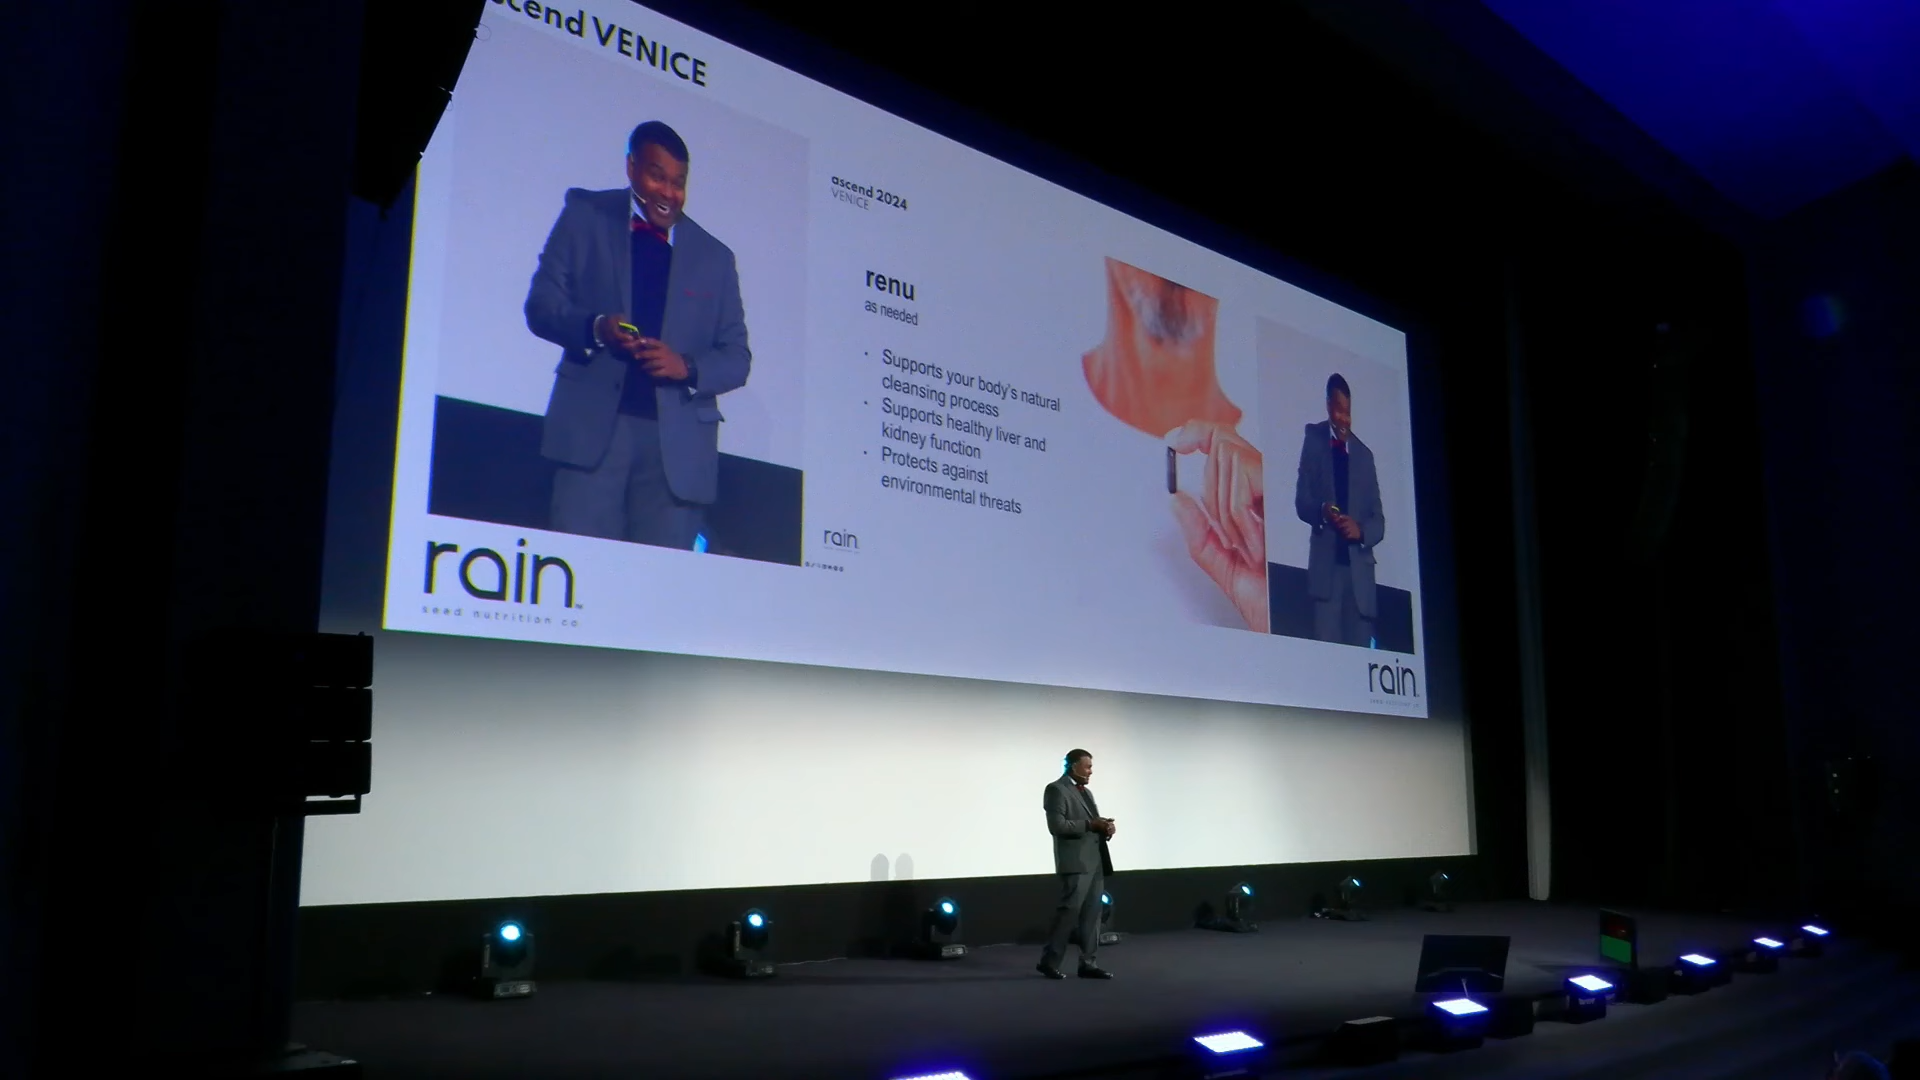 ascend VENICE
ascend 2024
VENICE
renu
as needed
• Supports your body's natural
cleansing process
• Supports healthy liver and
kidney function
• Protects against
environmental threats
rain
rain
seed nutrition co
rain